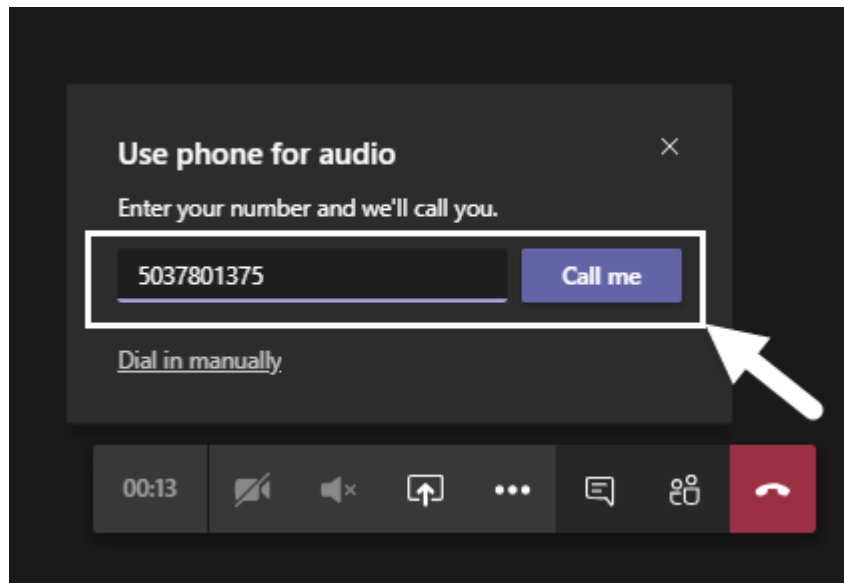 Use phone for audio
Enter your number and we'll call you.
5037801375 Call me
Dial in manually
00:13